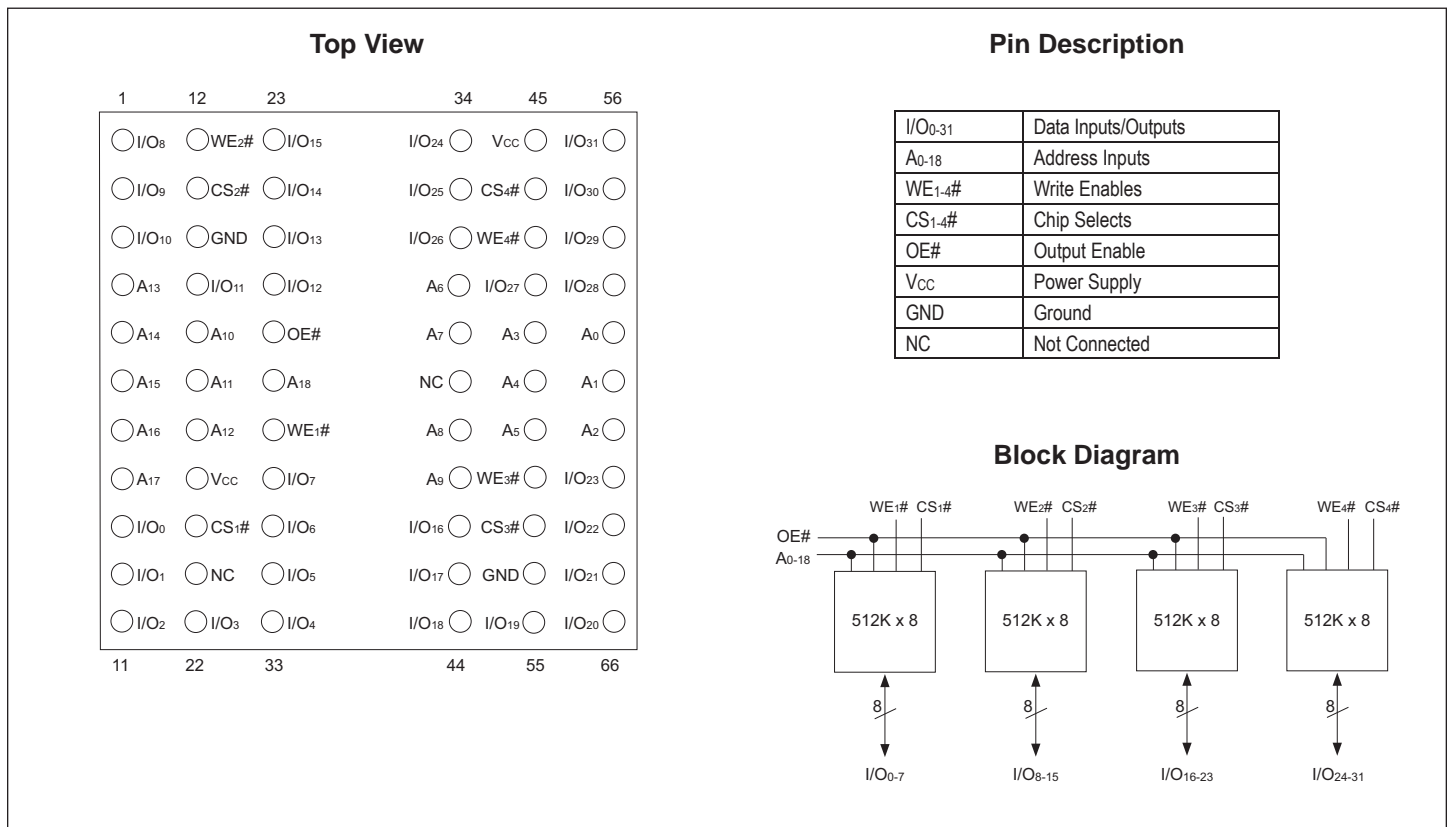 Top View
1 12 23 34 45 56
I/O8 WE2# I/O15 I/O24 VCC I/O31
I/O9 CS2# I/O14 I/O25 CS4# I/O30
I/O10 GND I/O13 I/O26 WE4# I/O29
A13 I/O11 I/O12 A6 I/O27 I/O28
A14 A10 OE# A7 A3 A0
A15 A11 A18 NC A4 A1
A16 A12 WE1# A8 A5 A2
A17 VCC I/O7 A9 WE3# I/O23
I/O0 CS1# I/O6 I/O16 CS3# I/O22
I/O1 NC I/O5 I/O17 GND I/O21
I/O2 I/O3 I/O4 I/O18 I/O19 I/O20
11 22 33 44 55 66
Pin Description
I/O0-31 Data Inputs/Outputs
A0-18 Address Inputs
WE1-4# Write Enables
CS1-4# Chip Selects
OE# Output Enable
VCC Power Supply
GND Ground
NC Not Connected
Block Diagram
WE1# CS1# WE2# CS2# WE3# CS3# WE4# CS4#
OE#
A0-18
512K x 8 512K x 8 512K x 8 512K x 8
8 8 8 8
I/O0-7 I/O8-15 I/O16-23 I/O24-31